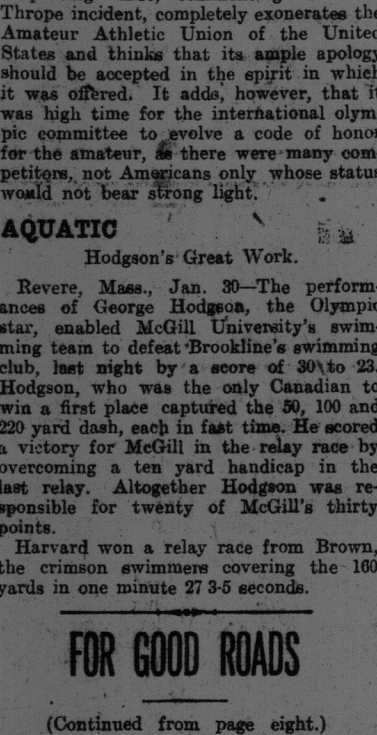 Thrope incident, completely exonerates the
Amateur Athletic Union of the United
States and thinks that its ample apology
should be accepted in the spirit in which
it was offered. It adds, however, that it
was high time for the international olym
pic committee to evolve a code of honor
for the amateur, as there were many com
petitors, not Americans only whose status
would not bear strong light.
AQUATIC
Hodgson's Great Work.
Revere, Mass., Jan. 30—The perform-
ances of George Hodgson, the Olympic
star, enabled McGill University's swim-
ming team to defeat Brookline's swimming
club, last night by a score of 30 to 23.
Hodgson, who was the only Canadian to
win a first place captured the 50, 100 and
220 yard dash, each in fast time. He scored
a victory for McGill in the relay race by
overcoming a ten yard handicap in the
last relay. Altogether Hodgson was re-
sponsible for twenty of McGill's thirty
points.
Harvard won a relay race from Brown,
the crimson swimmers covering the 160
yards in one minute 27 3-5 seconds.
FOR GOOD ROADS
(Continued from page eight.)